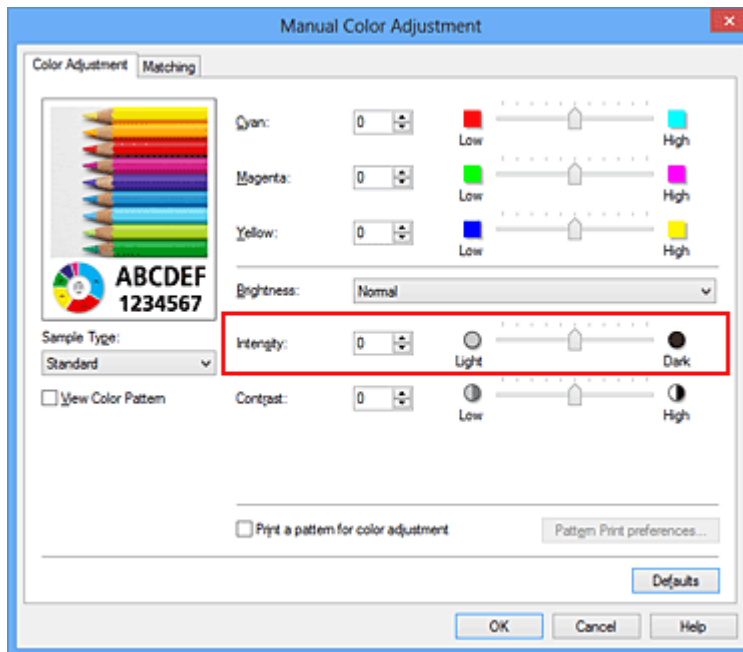 Manual Color Adjustment
Color Adjustment Matching
Cyan: 0 Low High
Magenta: 0 Low High
Yellow: 0 Low High
ABCDEF
1234567
Brightness: Normal
Sample Type:
Standard
Intensity: 0 Light Dark
View Color Pattern
Contrast: 0 Low High
Print a pattern for color adjustment Pattern Print preferences...
Defaults
OK Cancel Help